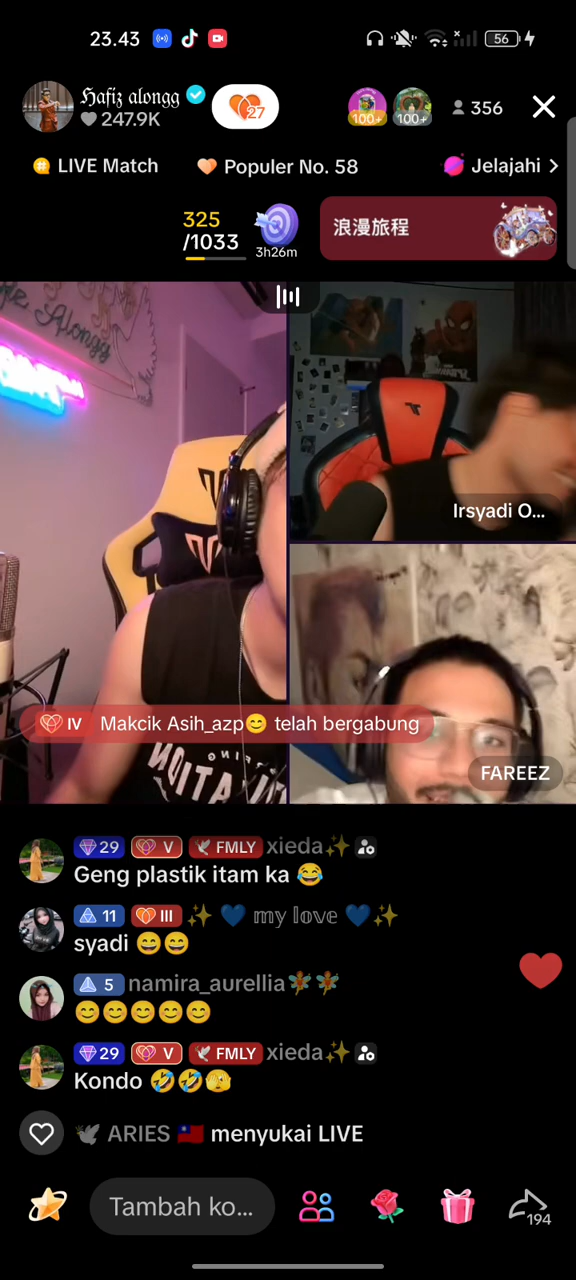 23.43
56
Hafiz alongg
247.9K
27
100+
100+
356
LIVE Match
Populer No. 58
Jelajahi
325
/1033
3h26m
浪漫旅程
Alongg
Irsyadi O...
IV Makcik Asih_azp😊 telah bergabung
FAREEZ
29 V FMLY xieda✨
Geng plastik itam ka 😂
11 III ✨ 💙 𝕞𝕪 𝕝𝕠𝕧𝕖 💙✨
syadi 😄😄
5 namira_aurellia🧚🧚
😊😊😊😊😊
29 V FMLY xieda✨
Kondo 🤣🤣🫣
🕊 ARIES 🇹🇼 menyukai LIVE
Tambah ko...
194